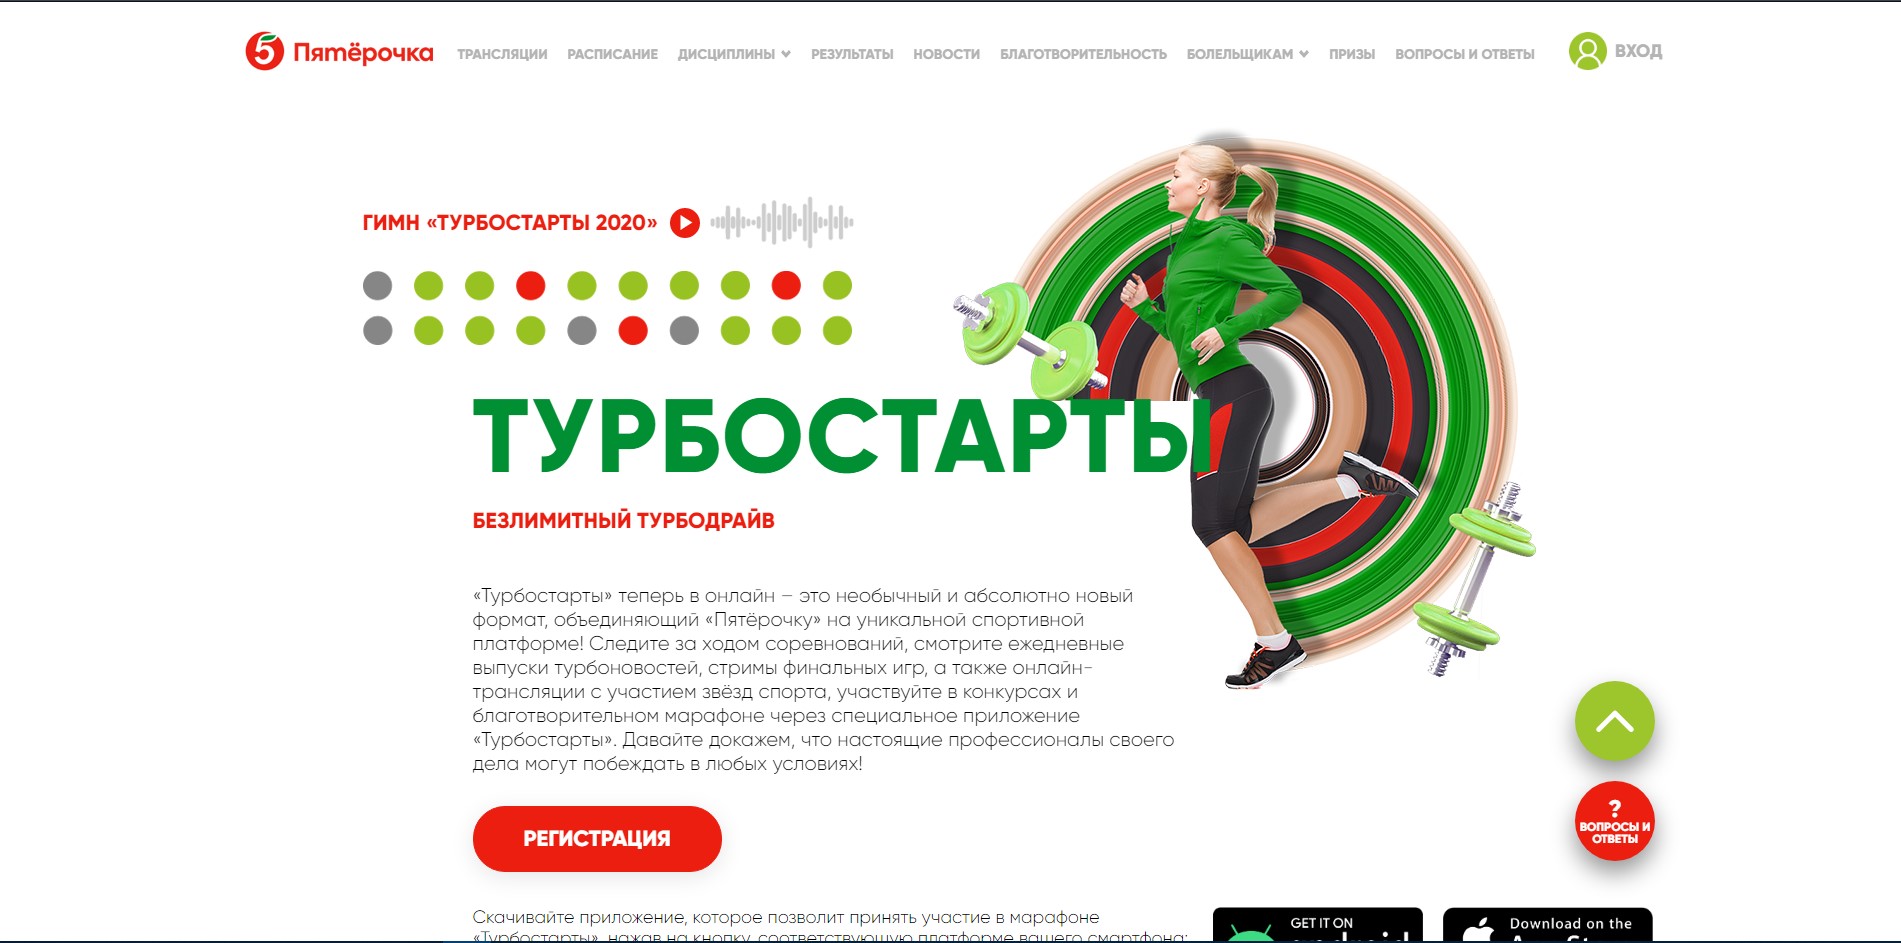 5 Пятёрочка ТРАНСЛЯЦИИ РАСПИСАНИЕ ДИСЦИПЛИНЫ РЕЗУЛЬТАТЫ НОВОСТИ БЛАГОТВОРИТЕЛЬНОСТЬ БОЛЕЛЬЩИКАМ ПРИЗЫ ВОПРОСЫ И ОТВЕТЫ ВХОД
ГИМН «ТУРБОСТАРТЫ 2020»
ТУРБОСТАРТЫ
БЕЗЛИМИТНЫЙ ТУРБОДРАЙВ
«Турбостарты» теперь в онлайн – это необычный и абсолютно новый
формат, объединяющий «Пятёрочку» на уникальной спортивной
платформе! Следите за ходом соревнований, смотрите ежедневные
выпуски турбоновостей, стримы финальных игр, а также онлайн-
трансляции с участием звёзд спорта, участвуйте в конкурсах и
благотворительном марафоне через специальное приложение
«Турбостарты». Давайте докажем, что настоящие профессионалы своего
дела могут побеждать в любых условиях!
РЕГИСТРАЦИЯ
?
ВОПРОСЫ И
ОТВЕТЫ
Скачивайте приложение, которое позволит принять участие в марафоне
«Турбостарты», нажав на кнопку, соответствующую платформе вашего смартфона:
GET IT ON
Download on the